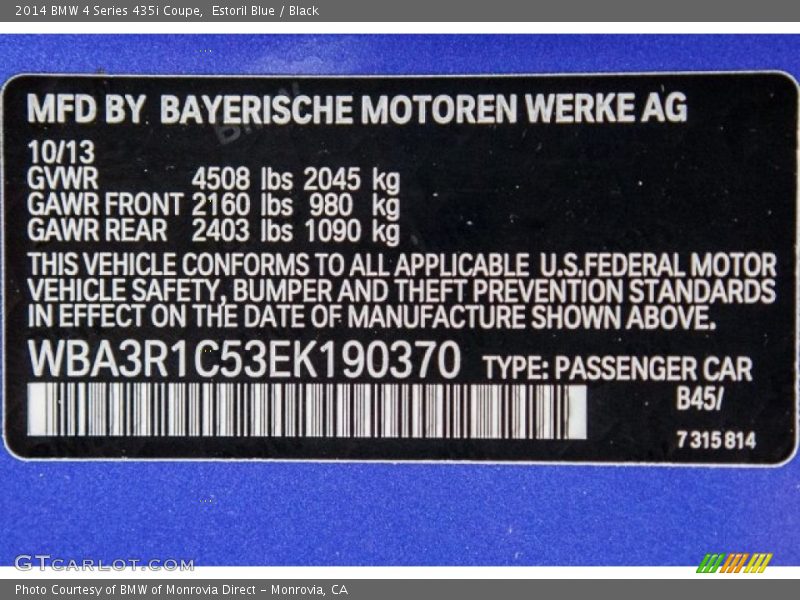 2014 BMW 4 Series 435i Coupe,  Estoril Blue / Black
MFD BY BAYERISCHE MOTOREN WERKE AG
10/13
GVWR 4508 lbs 2045 kg
GAWR FRONT 2160 lbs 980 kg
GAWR REAR 2403 lbs 1090 kg
THIS VEHICLE CONFORMS TO ALL APPLICABLE U.S.FEDERAL MOTOR
VEHICLE SAFETY, BUMPER AND THEFT PREVENTION STANDARDS
IN EFFECT ON THE DATE OF MANUFACTURE SHOWN ABOVE.
WBA3R1C53EK190370 TYPE: PASSENGER CAR
B45/
7 315 814
GTCARLOT.COM
Photo Courtesy of BMW of Monrovia Direct – Monrovia, CA